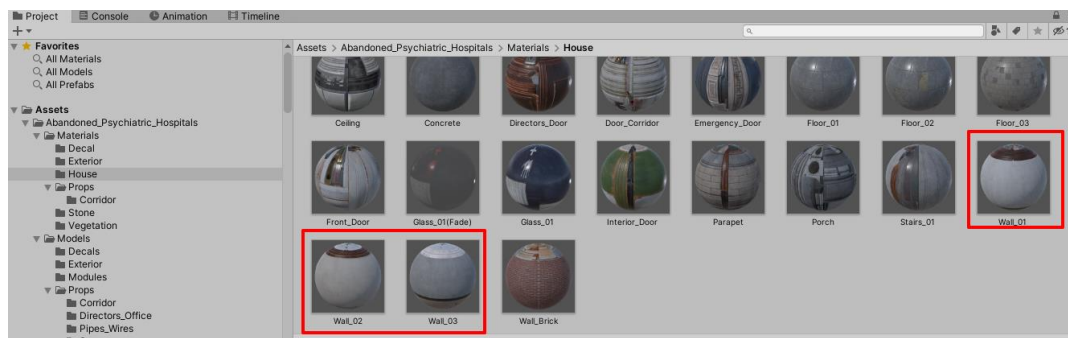 Project Console Animation Timeline
Favorites
All Materials
All Models
All Prefabs
Assets
Abandoned_Psychiatric_Hospitals
Materials
Decal
Exterior
House
Props
Corridor
Stone
Vegetation
Models
Decals
Exterior
Modules
Props
Corridor
Directors_Office
Pipes_Wires
Assets > Abandoned_Psychiatric_Hospitals > Materials > House
Ceiling Concrete Directors_Door Door_Corridor Emergency_Door Floor_01 Floor_02 Floor_03
Front_Door Glass_01(Fade) Glass_01 Interior_Door Parapet Porch Stairs_01 Wall_01
Wall_02 Wall_03 Wall_Brick